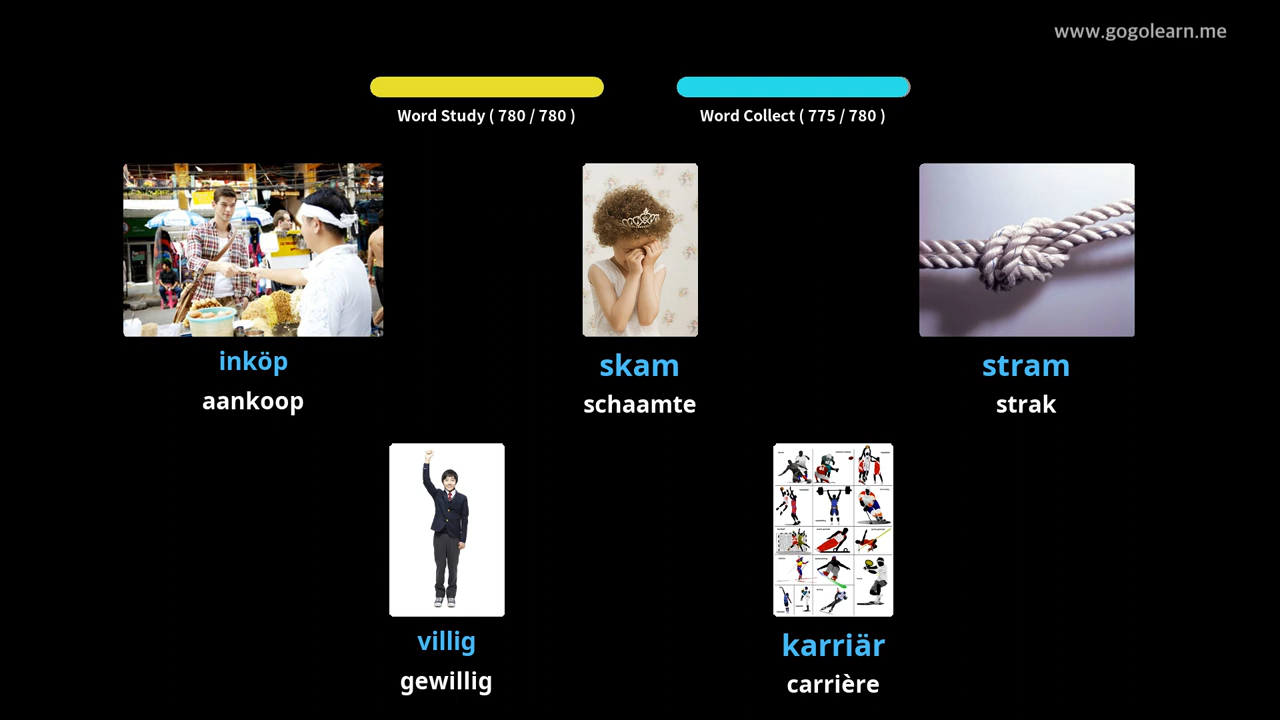 www.gogolearn.me
Word Study ( 780 / 780 )
Word Collect ( 775 / 780 )
inköp
skam
stram
aankoop
schaamte
strak
villig
karriär
gewillig
carrière